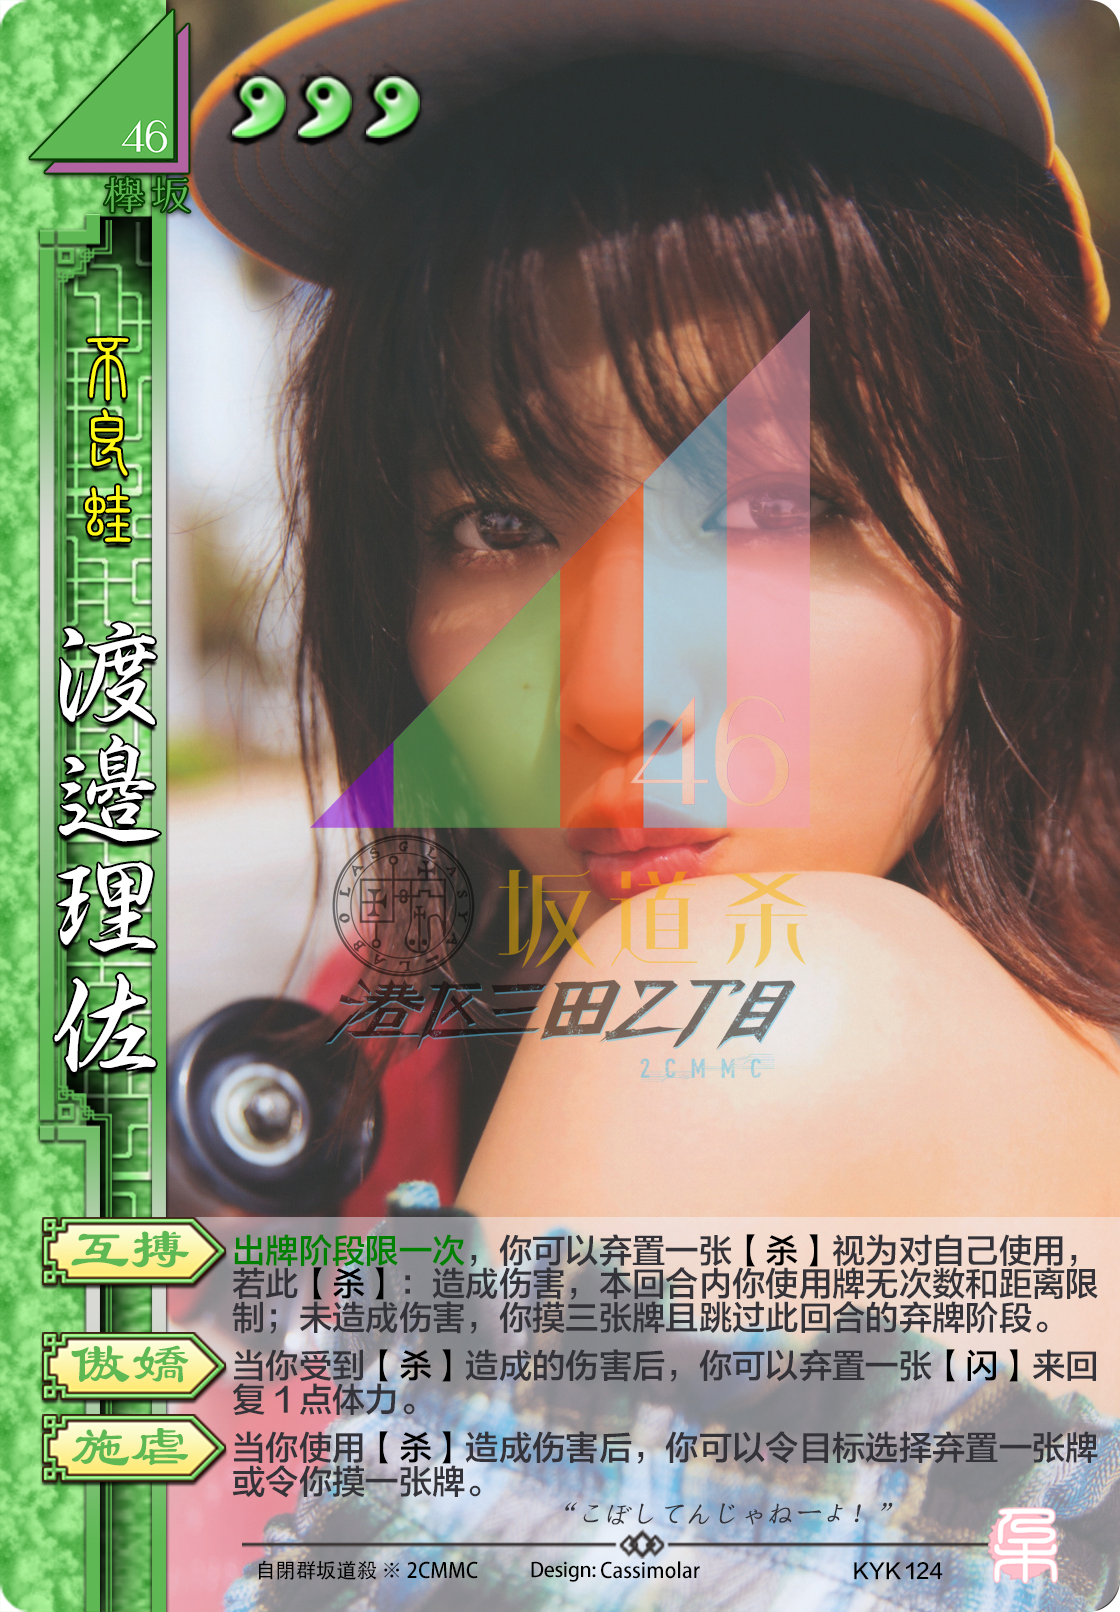 46
欅坂
不良蛙
渡邉理佐
46
GLASYALABOLAS
坂道杀
港区三田乙丁目
2CMMC
互搏
出牌阶段限一次，你可以弃置一张【杀】视为对自己使用，
若此【杀】：造成伤害，本回合内你使用牌无次数和距离限
制；未造成伤害，你摸三张牌且跳过此回合的弃牌阶段。
傲嬌
当你受到【杀】造成的伤害后，你可以弃置一张【闪】来回
复1点体力。
施虐
当你使用【杀】造成伤害后，你可以令目标选择弃置一张牌
或令你摸一张牌。
“こぼしてんじゃねーよ！”
自閉群坂道殺 ※ 2CMMC
Design: Cassimolar
KYK 124